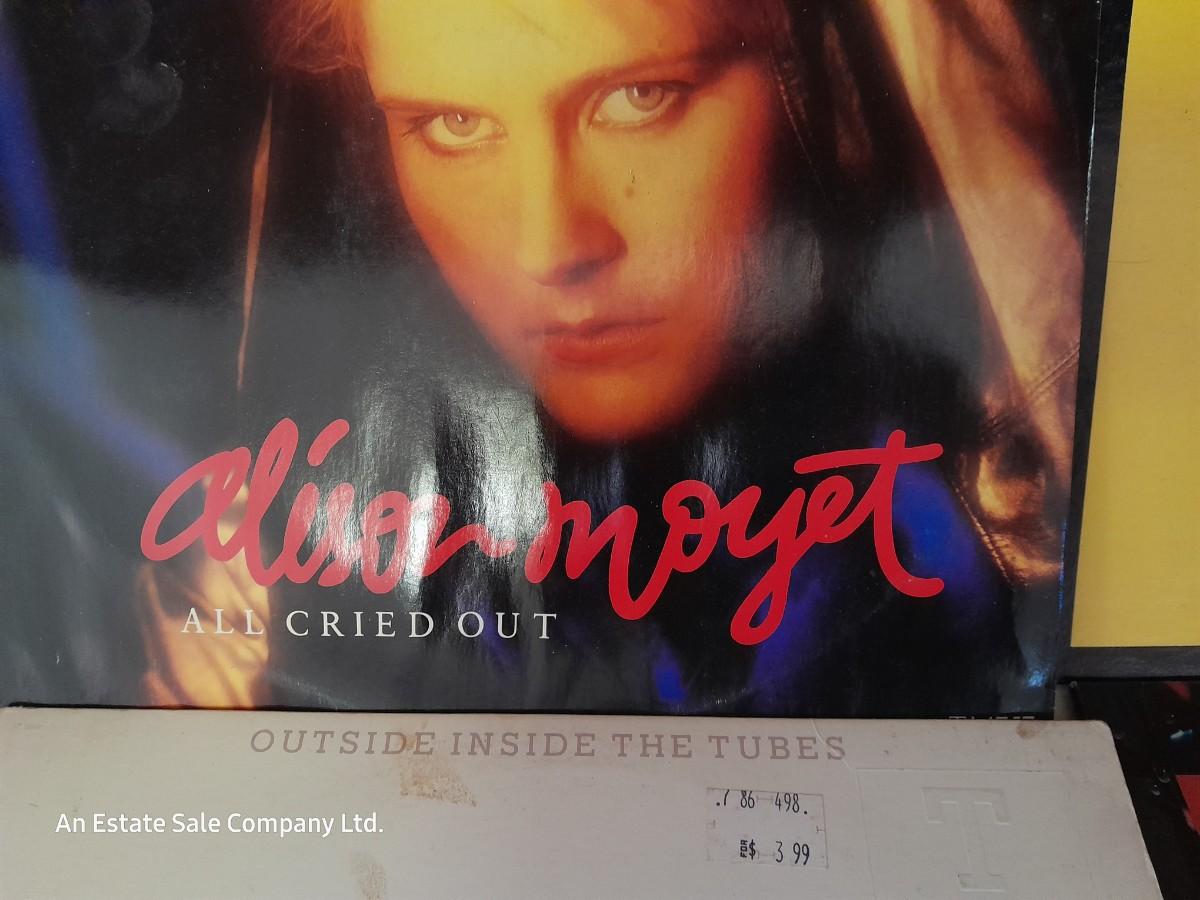 alison moyet
ALL CRIED OUT
OUTSIDE INSIDE THE TUBES
.7 86 498.
FOR $ 3 99
T
An Estate Sale Company Ltd.